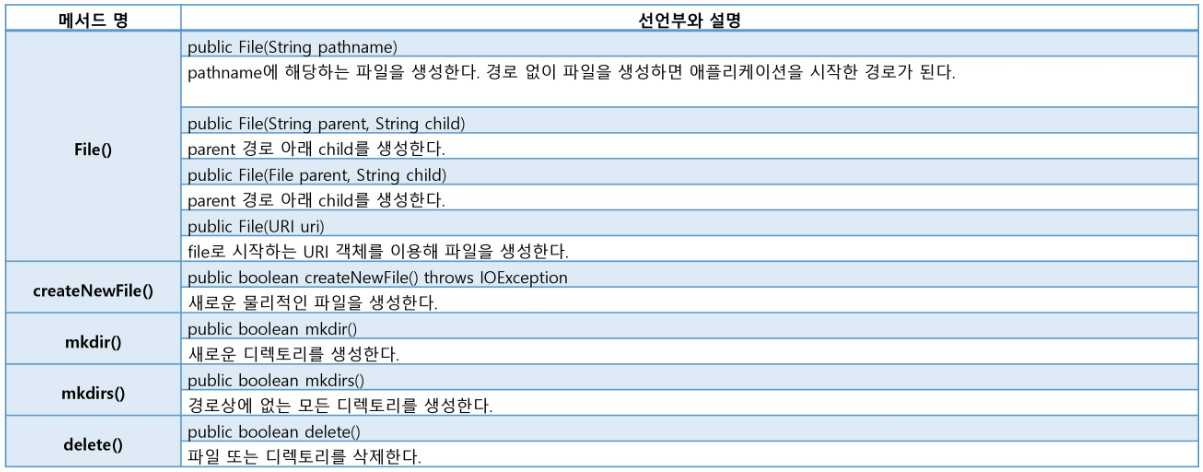 메서드 명 선언부와 설명
File()
public File(String pathname)
pathname에 해당하는 파일을 생성한다. 경로 없이 파일을 생성하면 애플리케이션을 시작한 경로가 된다.
public File(String parent, String child)
parent 경로 아래 child를 생성한다.
public File(File parent, String child)
parent 경로 아래 child를 생성한다.
public File(URI uri)
file로 시작하는 URI 객체를 이용해 파일을 생성한다.
createNewFile()
public boolean createNewFile() throws IOException
새로운 물리적인 파일을 생성한다.
mkdir()
public boolean mkdir()
새로운 디렉토리를 생성한다.
mkdirs()
public boolean mkdirs()
경로상에 없는 모든 디렉토리를 생성한다.
delete()
public boolean delete()
파일 또는 디렉토리를 삭제한다.